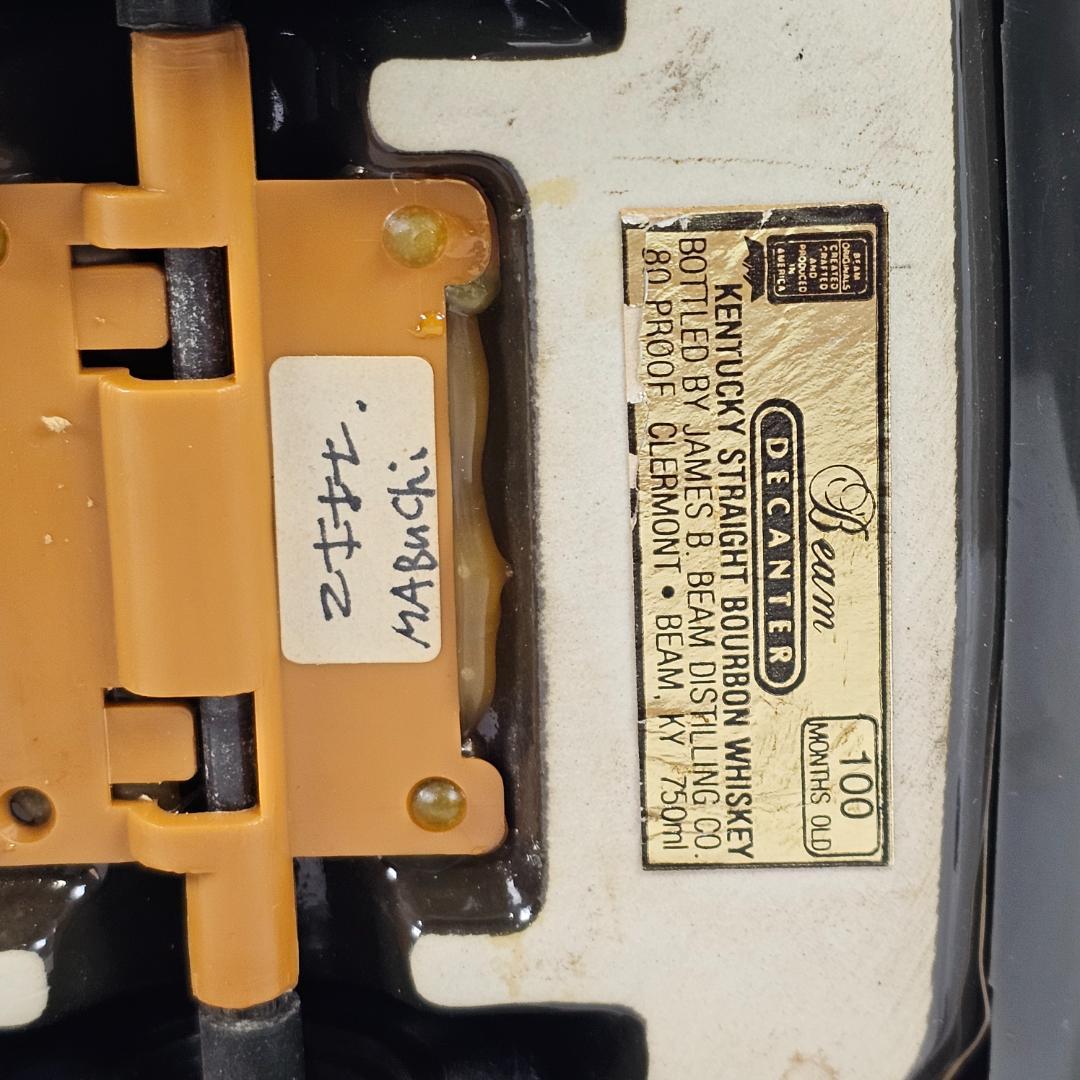 BEAM
ORIGINALS
CREATED
CRAFTED
AND
PRODUCED
IN
AMERICA
Beam
DECANTER
100
MONTHS OLD
KENTUCKY STRAIGHT BOURBON WHISKEY
BOTTLED BY JAMES B. BEAM DISTILLING CO.
80 PROOF CLERMONT • BEAM, KY 750ml
MABUCHi